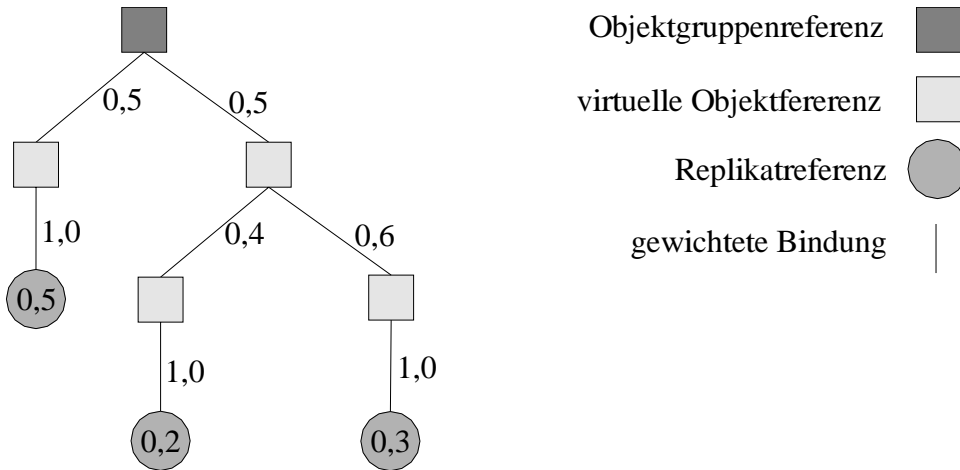 Objektgruppenreferenz
0,5
0,5
virtuelle Objektfererenz
Replikatreferenz
1,0
0,4
0,6
gewichtete Bindung
0,5
1,0
1,0
0,2
0,3